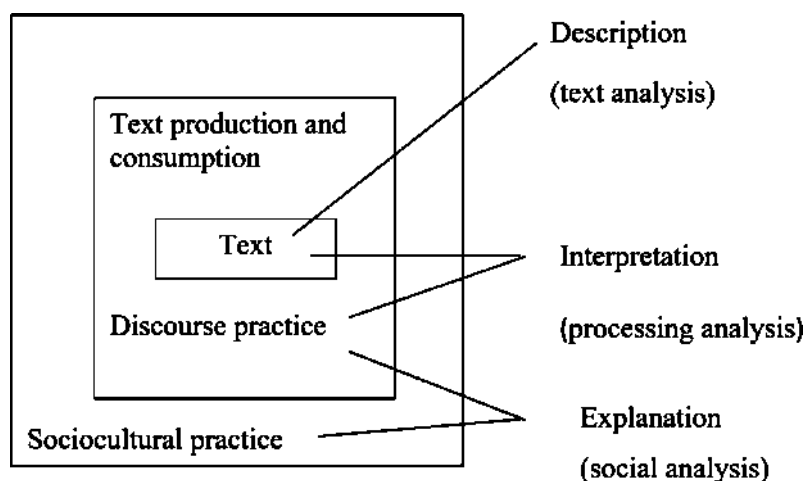 Description
(text analysis)
Text production and
consumption
Text
Interpretation
Discourse practice
(processing analysis)
Explanation
Sociocultural practice
(social analysis)